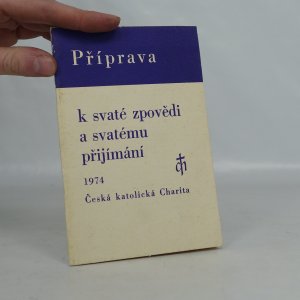 Příprava
k svaté zpovědi
a svatému
přijímání
1974
Česká katolická Charita